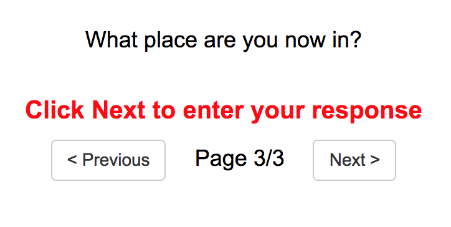 What place are you now in?
Click Next to enter your response
< Previous Page 3/3 Next >